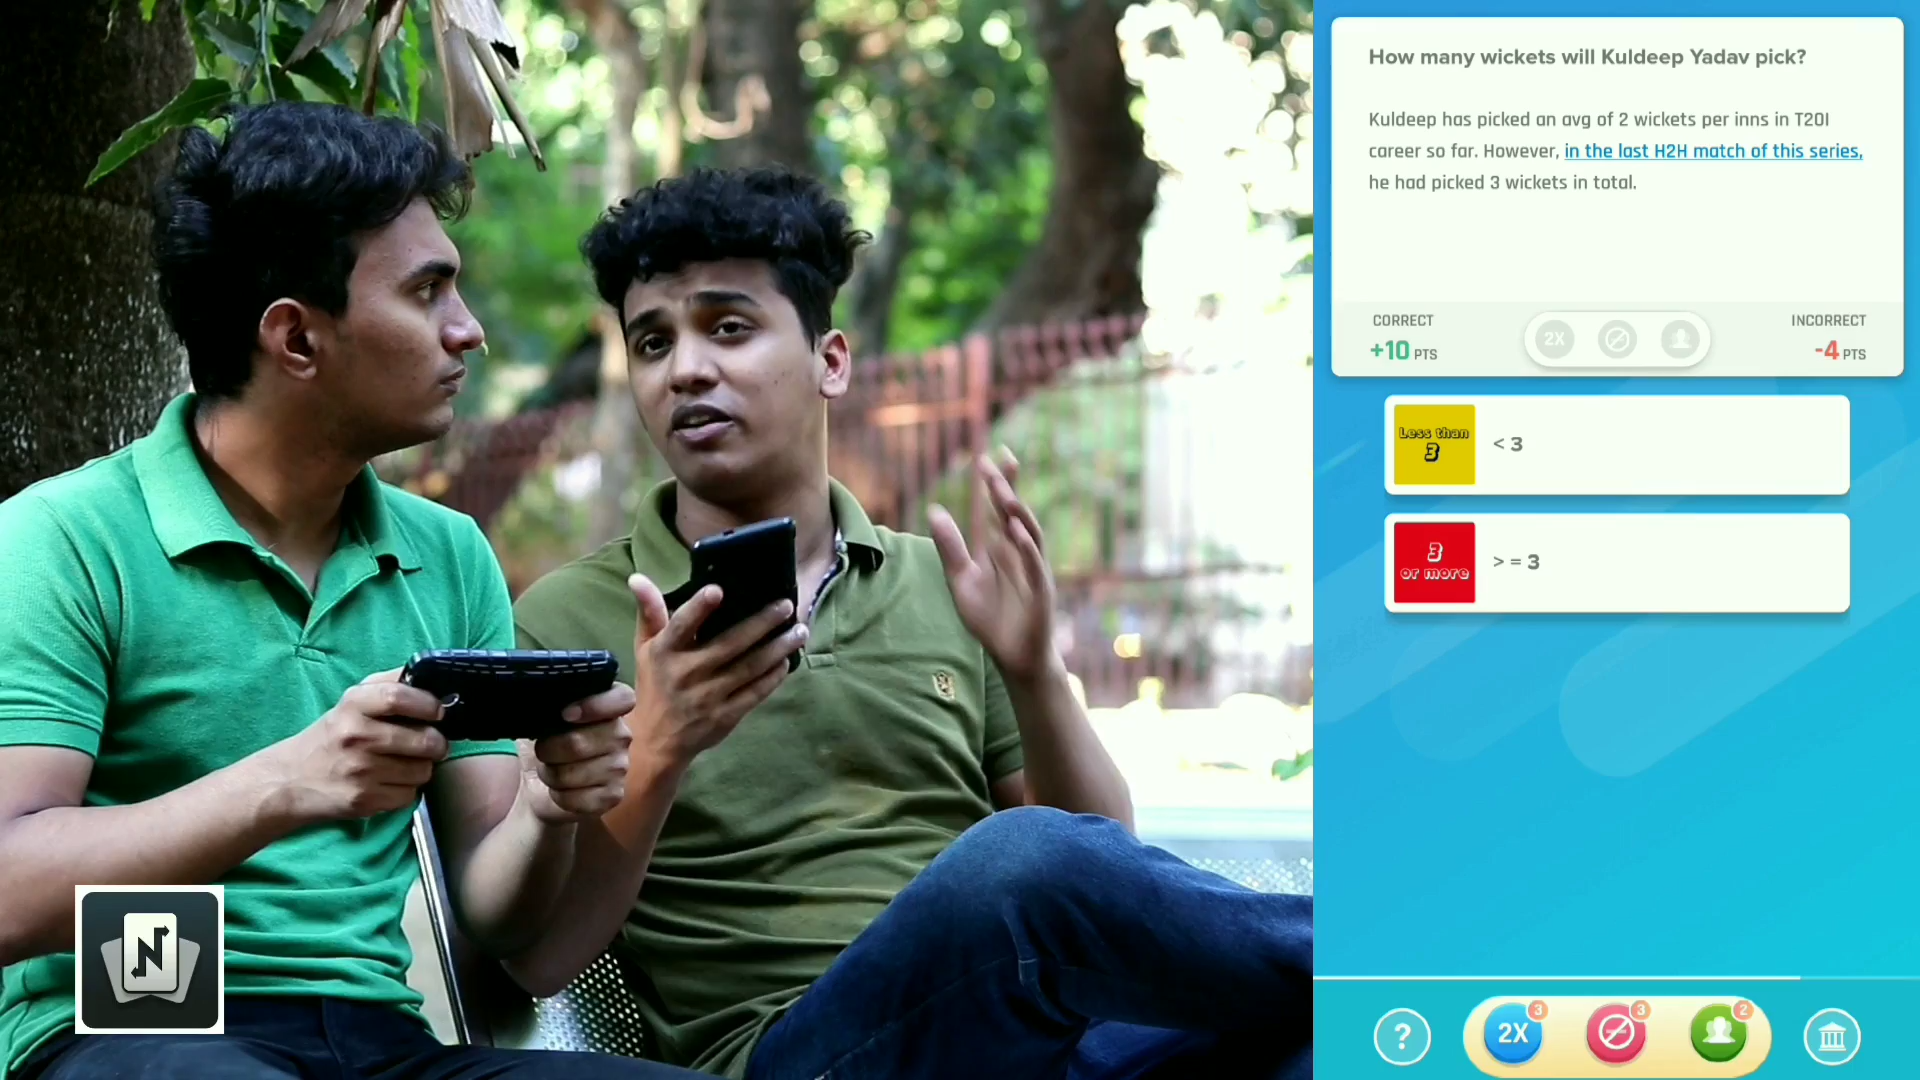 How many wickets will Kuldeep Yadav pick?
Kuldeep has picked an avg of 2 wickets per inns in T20I
career so far. However, in the last H2H match of this series,
he had picked 3 wickets in total.
CORRECT
+10 PTS
2X
INCORRECT
-4 PTS
Less than
3
< 3
3
or more
> = 3
N
?
2X
3
3
2